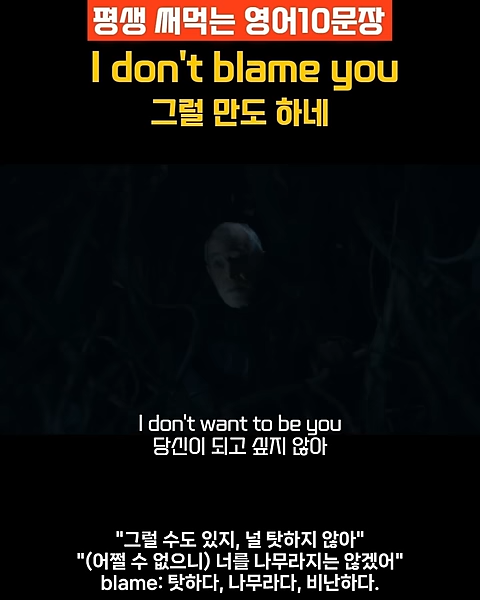 평생 써먹는 영어10문장
I don't blame you
그럴 만도 하네
I don't want to be you
당신이 되고 싶지 않아
"그럴 수도 있지, 널 탓하지 않아"
"(어쩔 수 없으니) 너를 나무라지는 않겠어"
blame: 탓하다, 나무라다, 비난하다.